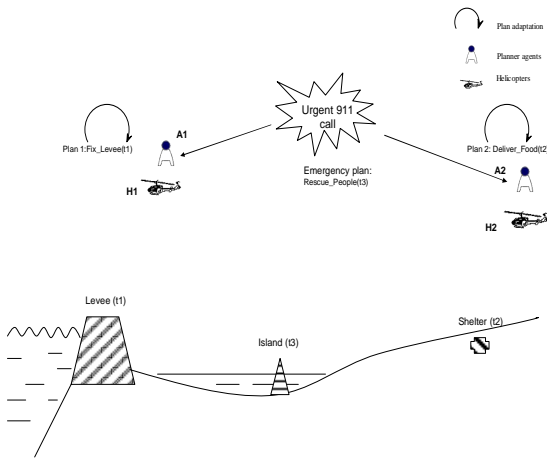 Plan adaptation
Planner agents
Helicopters
Urgent 911
call
A1
Plan 1:Fix_Levee(t1)
H1
Emergency plan:
Rescue_People(t3)
Plan 2: Deliver_Food(t2
A2
H2
Levee (t1)
Island (t3)
Shelter (t2)